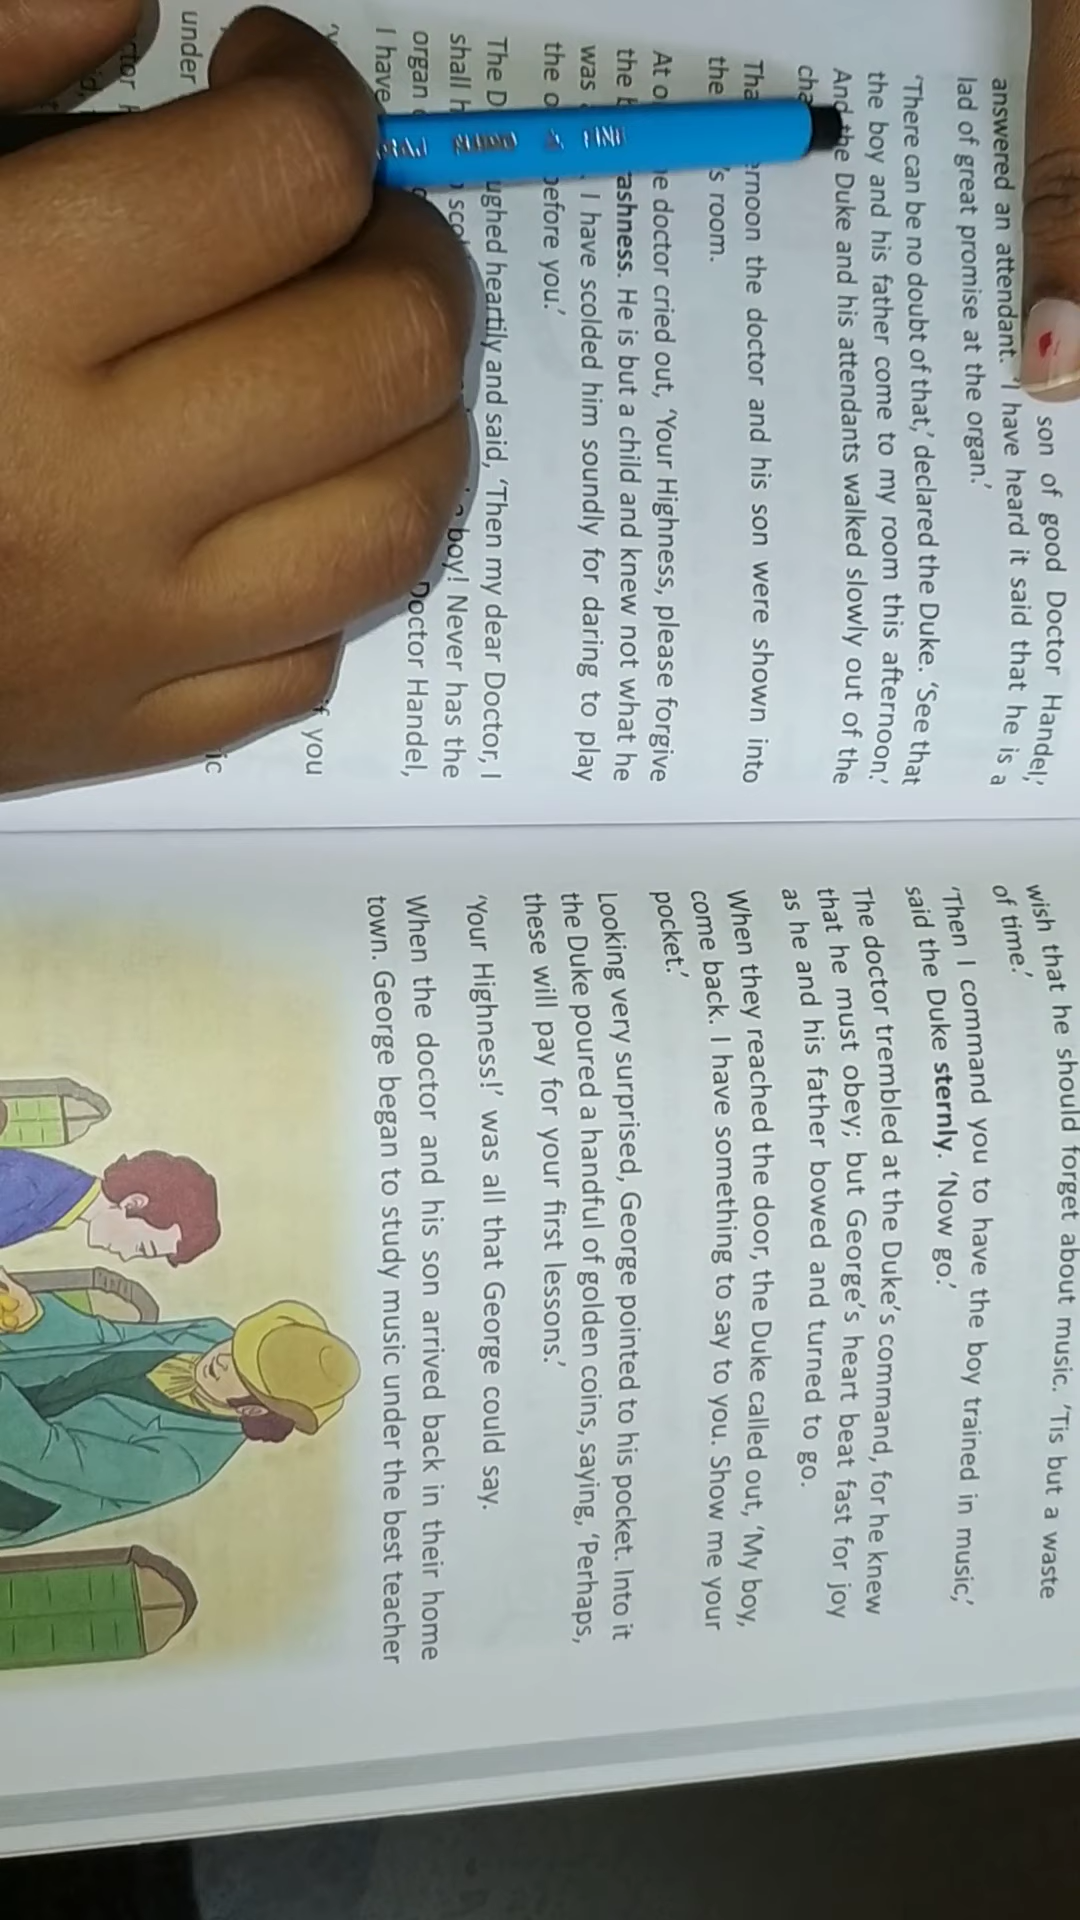 son of good Doctor Handel,'
answered an attendant. 'I have heard it said that he is a
lad of great promise at the organ.'
'There can be no doubt of that,' declared the Duke. 'See that
the boy and his father come to my room this afternoon.'
And the Duke and his attendants walked slowly out of the
the doctor and his son were shown into
the room.
doctor cried out, 'Your Highness, please forgive
the He is but a child and knew not what he
was I have scolded him soundly for daring to play
the before you.'
The heartily and said, 'Then my dear Doctor, I
shall boy! Never has the
organ Doctor Handel,
I have
you
under
wish that he should forget about music. 'Tis but a waste
of time.'
'Then I command you to have the boy trained in music,'
said the Duke sternly. 'Now go.'
The doctor trembled at the Duke's command, for he knew
that he must obey; but George's heart beat fast for joy
as he and his father bowed and turned to go.
When they reached the door, the Duke called out, 'My boy,
come back. I have something to say to you. Show me your
pocket.'
Looking very surprised, George pointed to his pocket. Into it
the Duke poured a handful of golden coins, saying, 'Perhaps,
these will pay for your first lessons.'
'Your Highness!' was all that George could say.
When the doctor and his son arrived back in their home
town. George began to study music under the best teacher